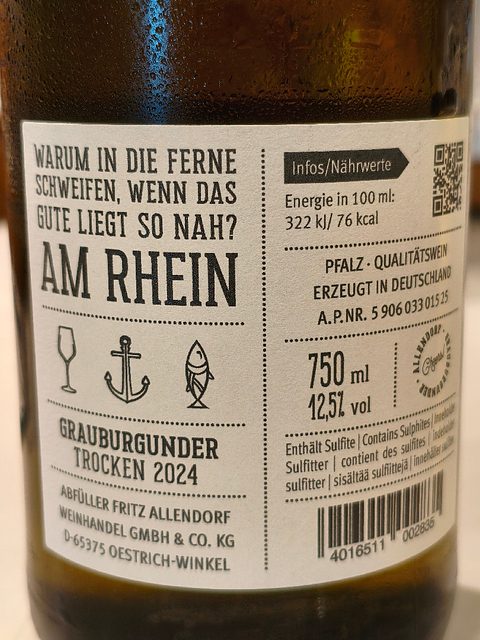 WARUM IN DIE FERNE
SCHWEIFEN, WENN DAS
GUTE LIEGT SO NAH?
AM RHEIN
GRAUBURGUNDER
TROCKEN 2024
ABFÜLLER FRITZ ALLENDORF
WEINHANDEL GMBH & CO. KG
D-65375 OESTRICH-WINKEL
Infos/Nährwerte
Energie in 100 ml:
322 kJ/ 76 kcal
PFALZ · QUALITÄTSWEIN
ERZEUGT IN DEUTSCHLAND
A.P.NR. 5 906 033 015 25
750 ml
12,5% vol
ALLENDORF
Enthält Sulfite | Contains Sulphites |
Sulfitter | contient des sulfites |
sulfitter | sisältää sulfiittejä |
4016511 002835